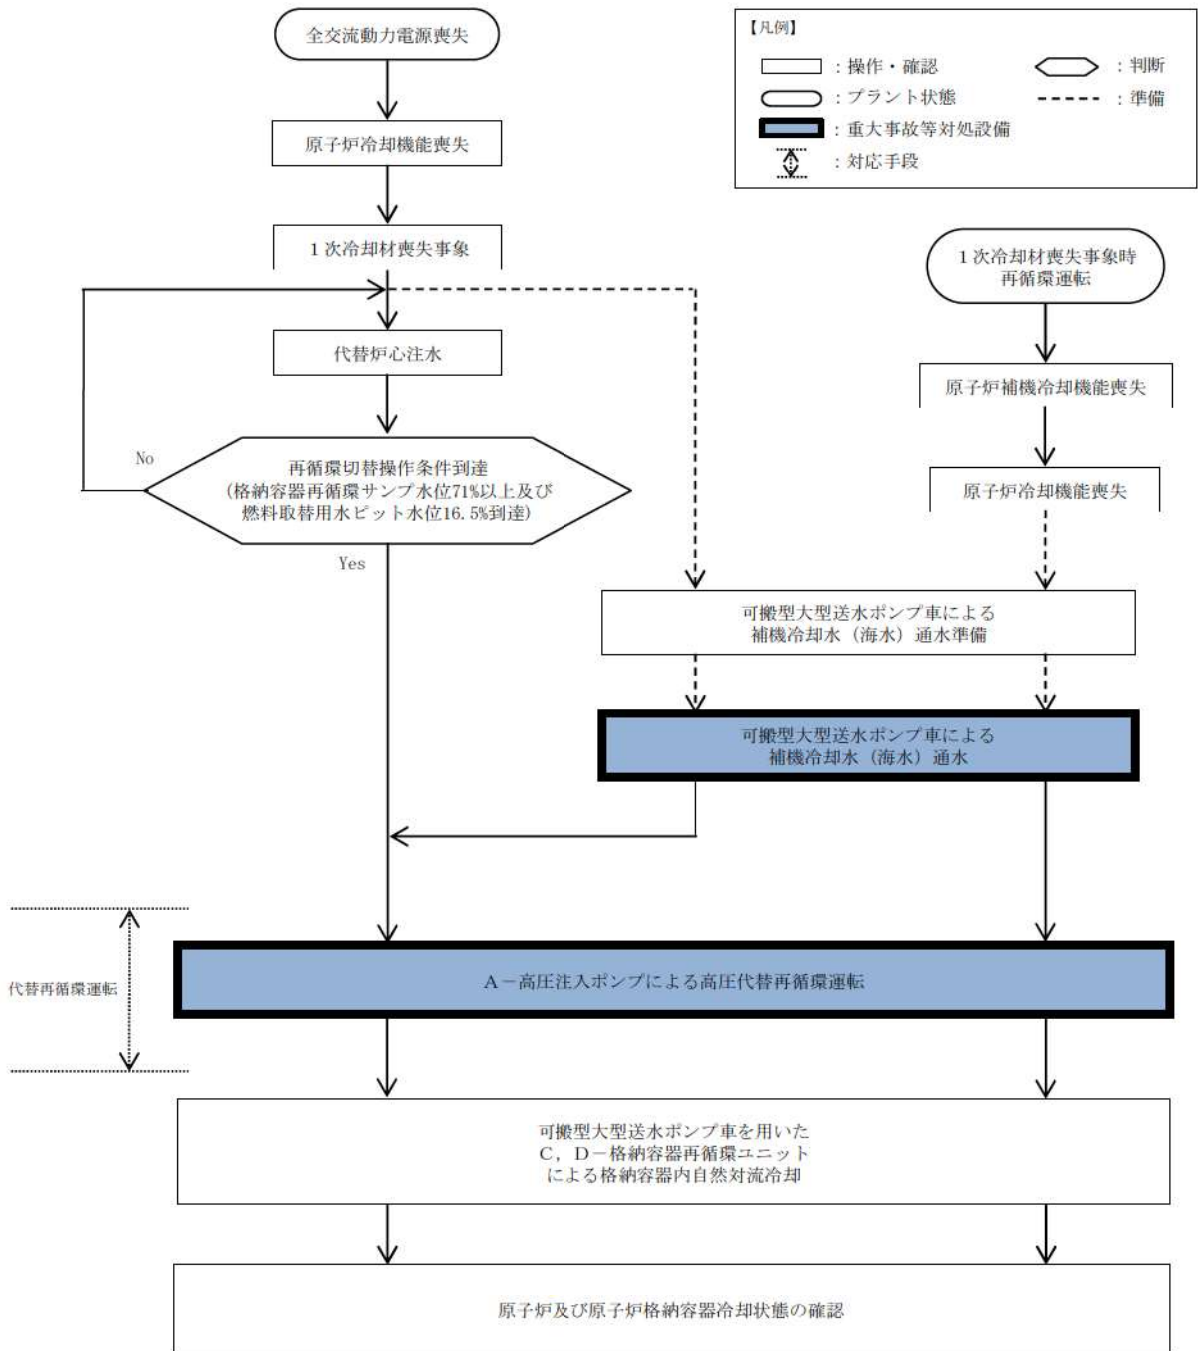 全交流動力電源喪失
原子炉冷却機能喪失
１次冷却材喪失事象
代替炉心注水
No
再循環切替操作条件到達
(格納容器再循環サンプ水位71%以上及び
燃料取替用水ピット水位16.5%到達)
Yes
【凡例】
：操作・確認
：判断
：プラント状態
：準備
：重大事故等対処設備
：対応手段
１次冷却材喪失事象時
再循環運転
原子炉補機冷却機能喪失
原子炉冷却機能喪失
可搬型大型送水ポンプ車による
補機冷却水（海水）通水準備
可搬型大型送水ポンプ車による
補機冷却水（海水）通水
代替再循環運転
Ａ－高圧注入ポンプによる高圧代替再循環運転
可搬型大型送水ポンプ車を用いた
Ｃ，Ｄ－格納容器再循環ユニット
による格納容器内自然対流冷却
原子炉及び原子炉格納容器冷却状態の確認